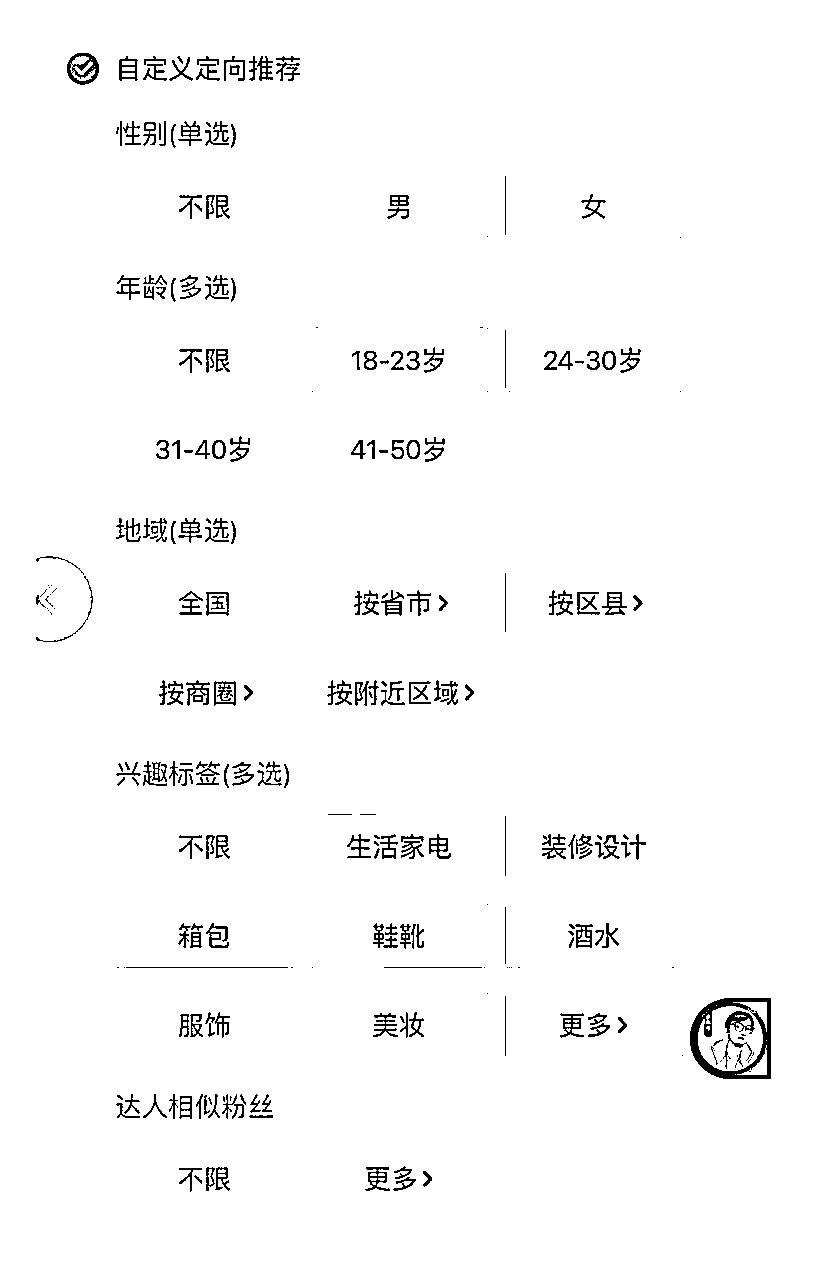 自定义定向推荐
性别(单选)
不限 男 女
年龄(多选)
不限 18-23岁 24-30岁
31-40岁 41-50岁
地域(单选)
全国 按省市> 按区县>
按商圈> 按附近区域>
兴趣标签(多选)
不限 生活家电 装修设计
箱包 鞋靴 酒水
服饰 美妆 更多>
达人相似粉丝
不限 更多>